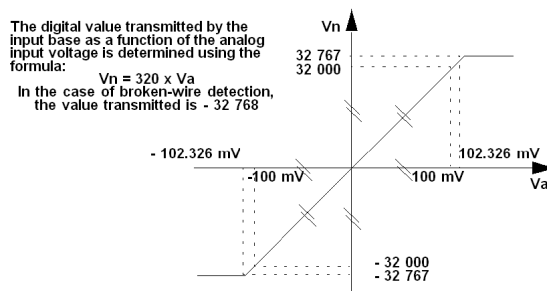 The digital value transmitted by the
input base as a function of the analog
input voltage is determined using the
formula:
Vn = 320 x Va
In the case of broken-wire detection,
the value transmitted is - 32 768
Vn
32 767
32 000
- 102.326 mV
102.326 mV
-100 mV
100 mV
Va
- 32 000
- 32 767